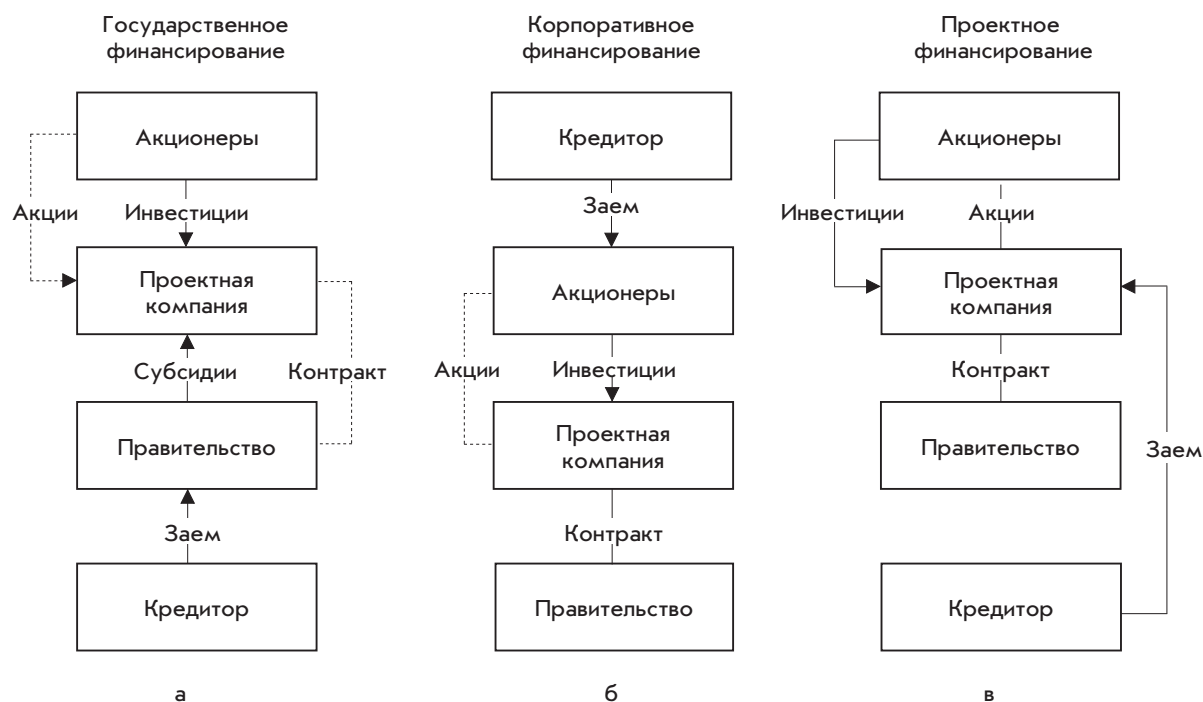 Государственное
финансирование
Акционеры
Акции
Инвестиции
Проектная
компания
Субсидии
Контракт
Правительство
Заем
Кредитор
а
Корпоративное
финансирование
Кредитор
Заем
Акционеры
Акции
Инвестиции
Проектная
компания
Контракт
Правительство
б
Проектное
финансирование
Акционеры
Инвестиции
Акции
Проектная
компания
Контракт
Правительство
Заем
Кредитор
в